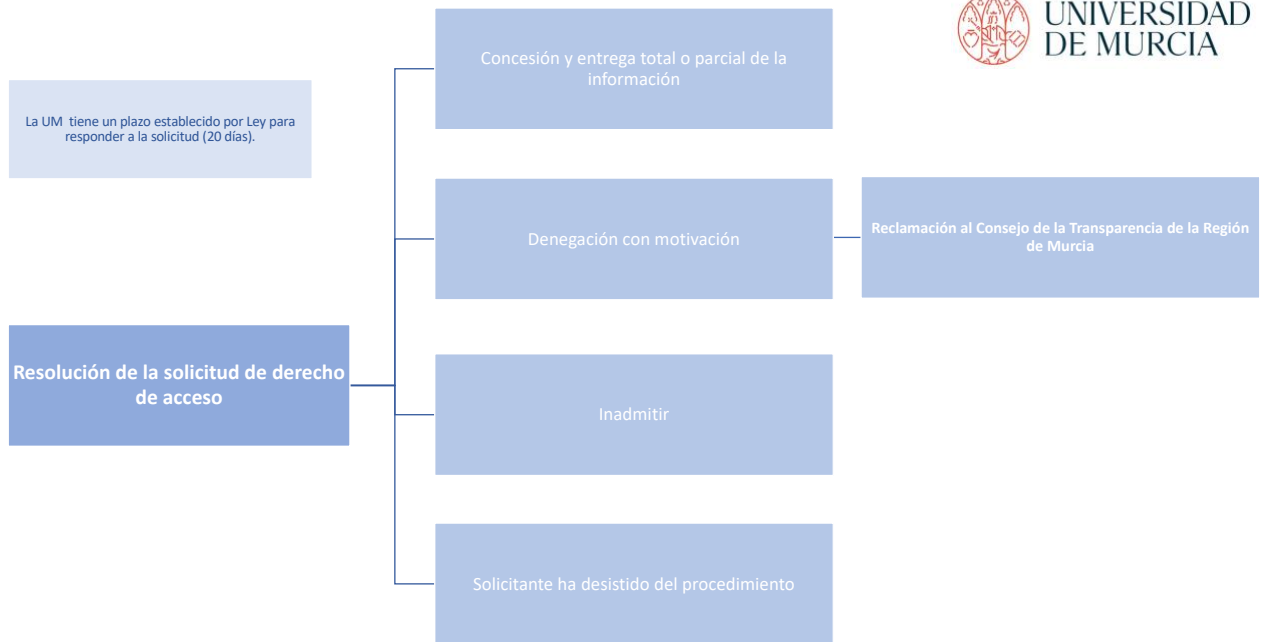 UNIVERSIDAD
DE MURCIA
Concesión y entrega total o parcial de la
información
La UM tiene un plazo establecido por Ley para
responder a la solicitud (20 días).
Denegación con motivación
Reclamación al Consejo de la Transparencia de la Región
de Murcia
Resolución de la solicitud de derecho
de acceso
Inadmitir
Solicitante ha desistido del procedimiento